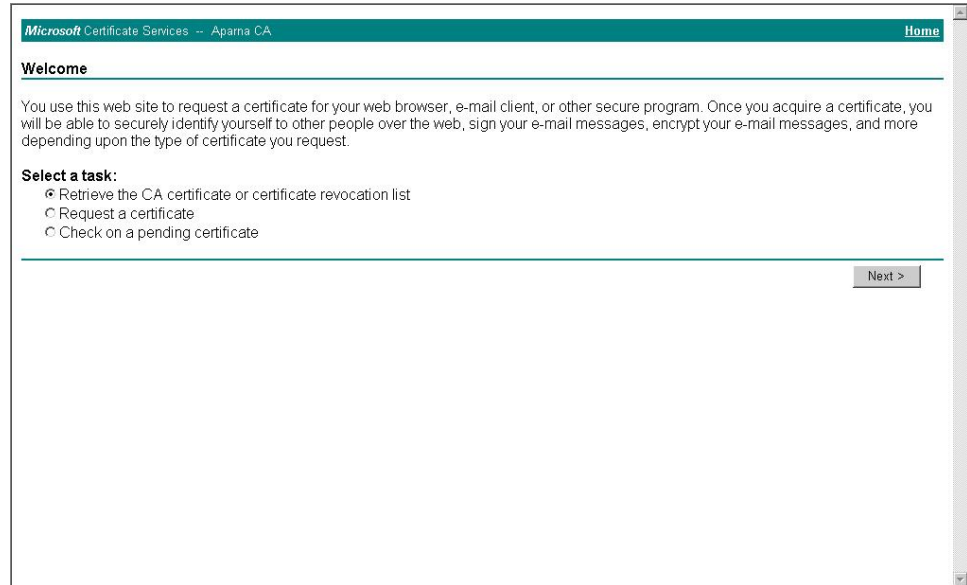 Microsoft Certificate Services -- Aparna CA Home
Welcome
You use this web site to request a certificate for your web browser, e-mail client, or other secure program. Once you acquire a certificate, you
will be able to securely identify yourself to other people over the web, sign your e-mail messages, encrypt your e-mail messages, and more
depending upon the type of certificate you request.
Select a task:
Retrieve the CA certificate or certificate revocation list
Request a certificate
Check on a pending certificate
Next >